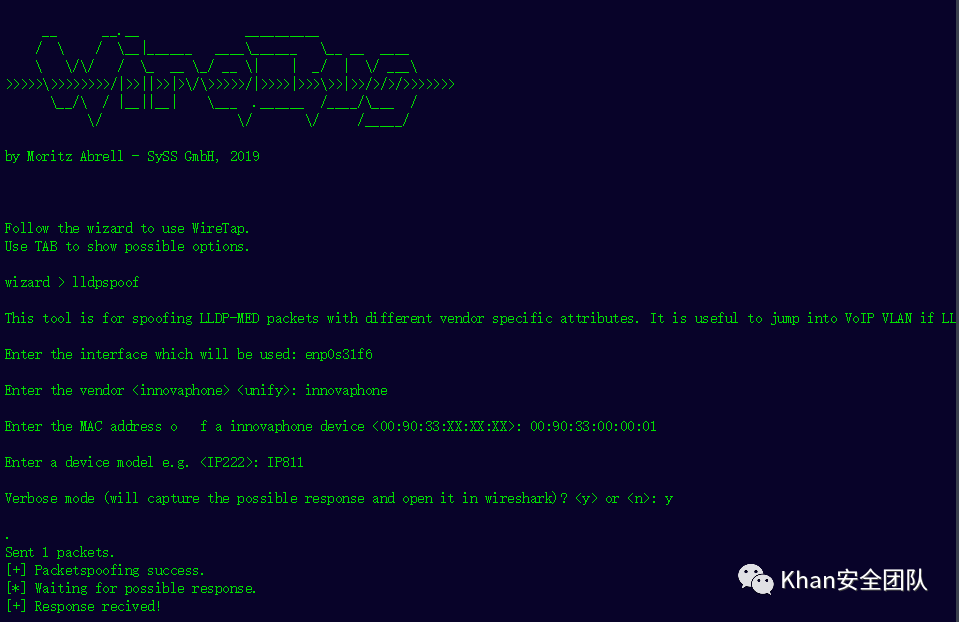 by Moritz Abrell - SySS GmbH, 2019
Follow the wizard to use WireTap.
Use TAB to show possible options.
wizard > lldpspoof
This tool is for spoofing LLDP-MED packets with different vendor specific attributes. It is useful to jump into VoIP VLAN if LL
Enter the interface which will be used: enp0s31f6
Enter the vendor <innovaphone> <unify>: innovaphone
Enter the MAC address o   f a innovaphone device <00:90:33:XX:XX:XX>: 00:90:33:00:00:01
Enter a device model e.g. <IP222>: IP811
Verbose mode (will capture the possible response and open it in wireshark)? <y> or <n>: y
.
Sent 1 packets.
[+] Packetspoofing success.
[*] Waiting for possible response.
[+] Response recived!
Khan安全团队